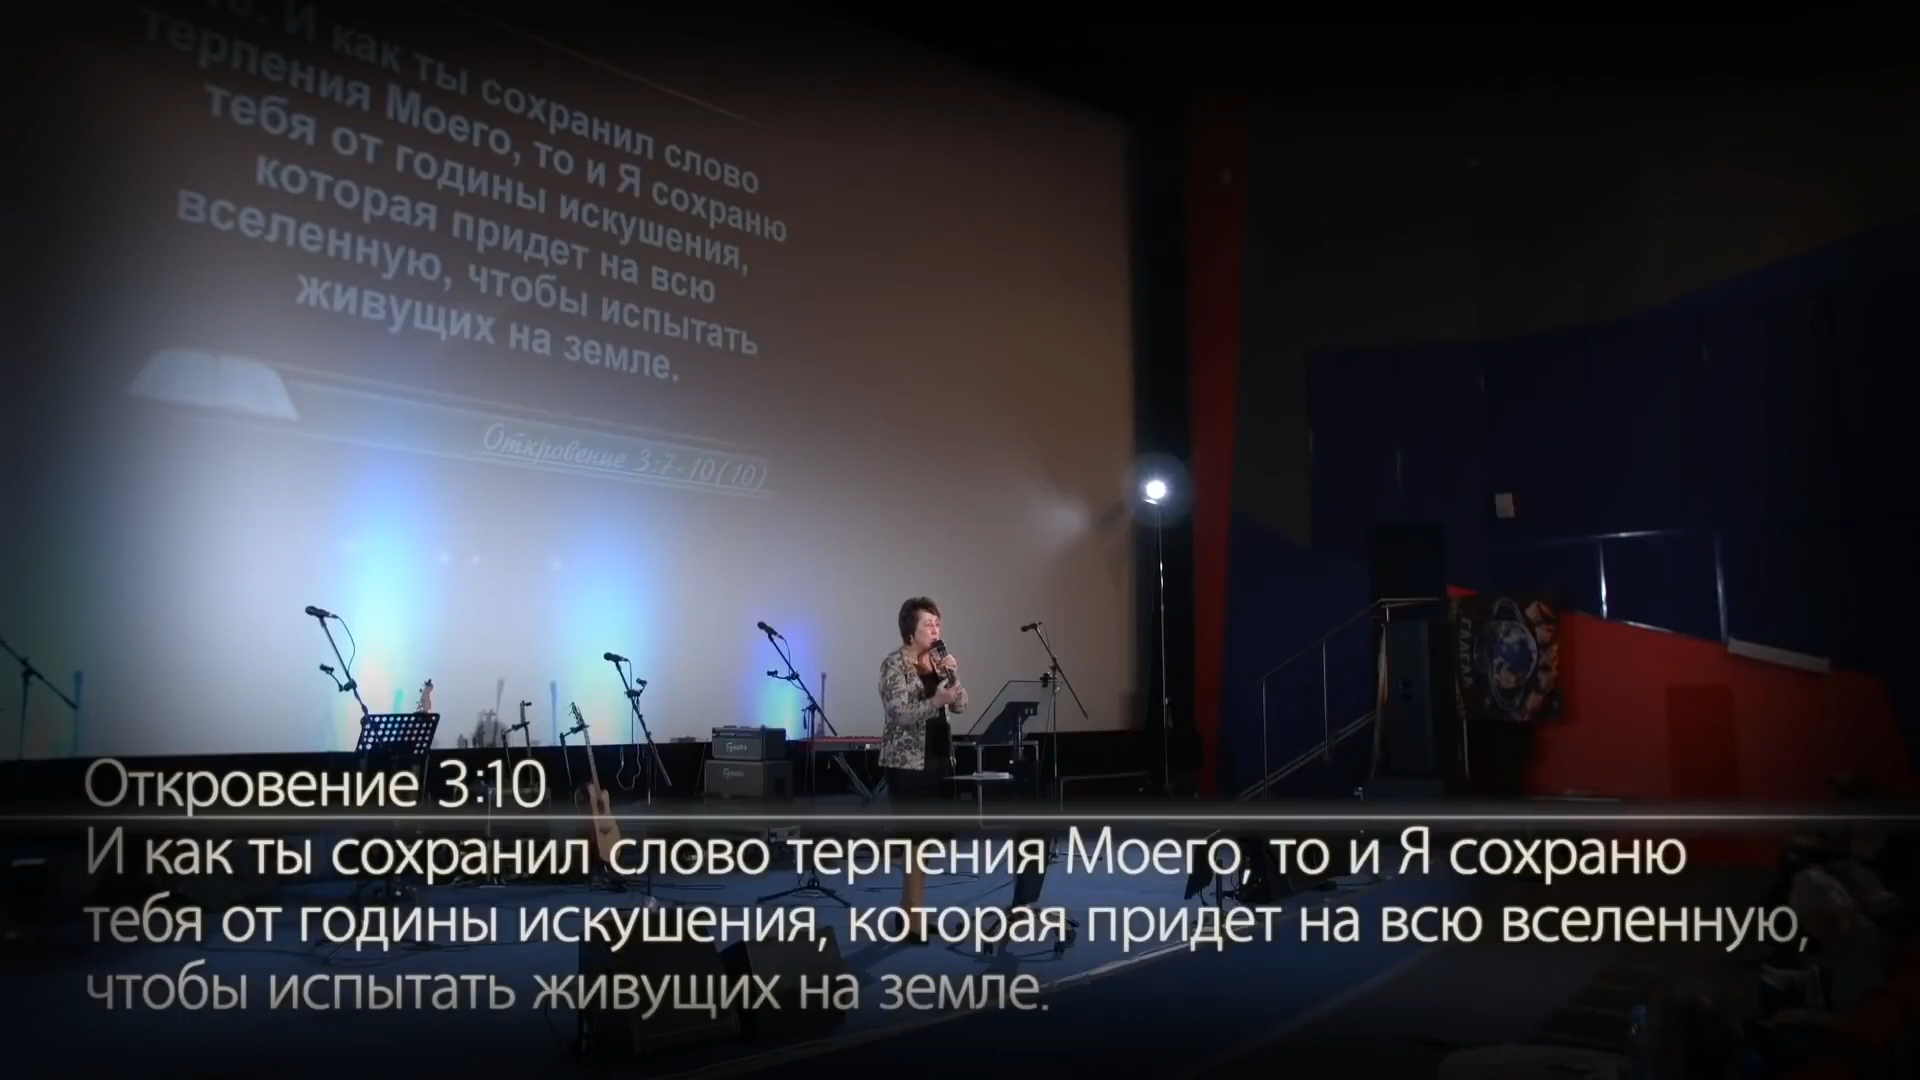 10. И как ты сохранил слово
терпения Моего, то и Я сохраню
тебя от годины искушения,
которая придет на всю
вселенную, чтобы испытать
живущих на земле.
Откровение 3:7-10(10)
Откровение 3:10
И как ты сохранил слово терпения Моего, то и Я сохраню
тебя от годины искушения, которая придет на всю вселенную,
чтобы испытать живущих на земле.